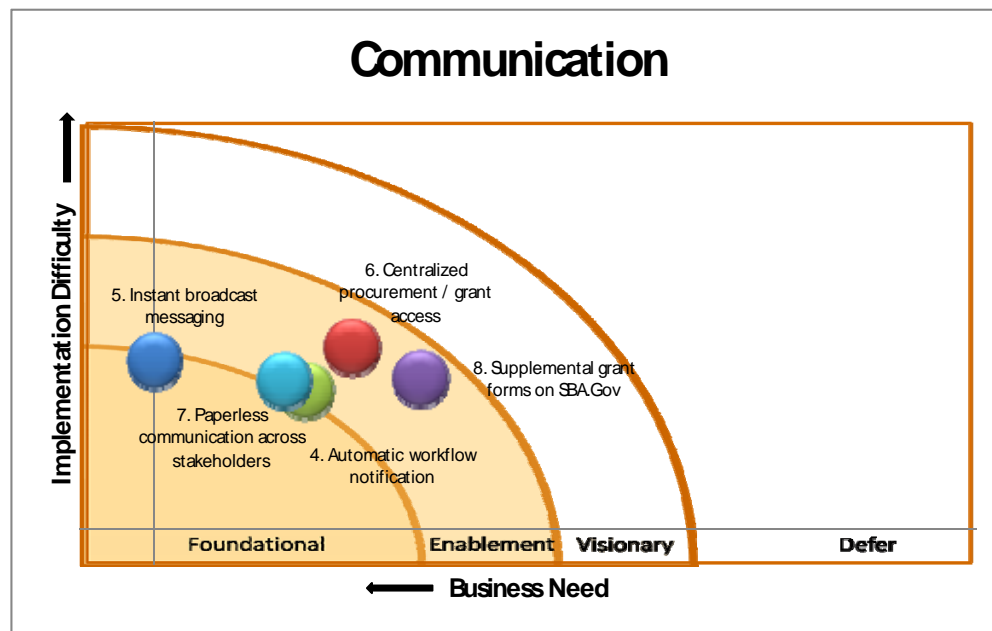 Communication
Implementation Difficulty
5. Instant broadcast
messaging
6. Centralized
procurement / grant
access
8. Supplemental grant
forms on SBA.Gov
7. Paperless
communication across
stakeholders
4. Automatic workflow
notification
Foundational
Enablement
Visionary
Defer
Business Need